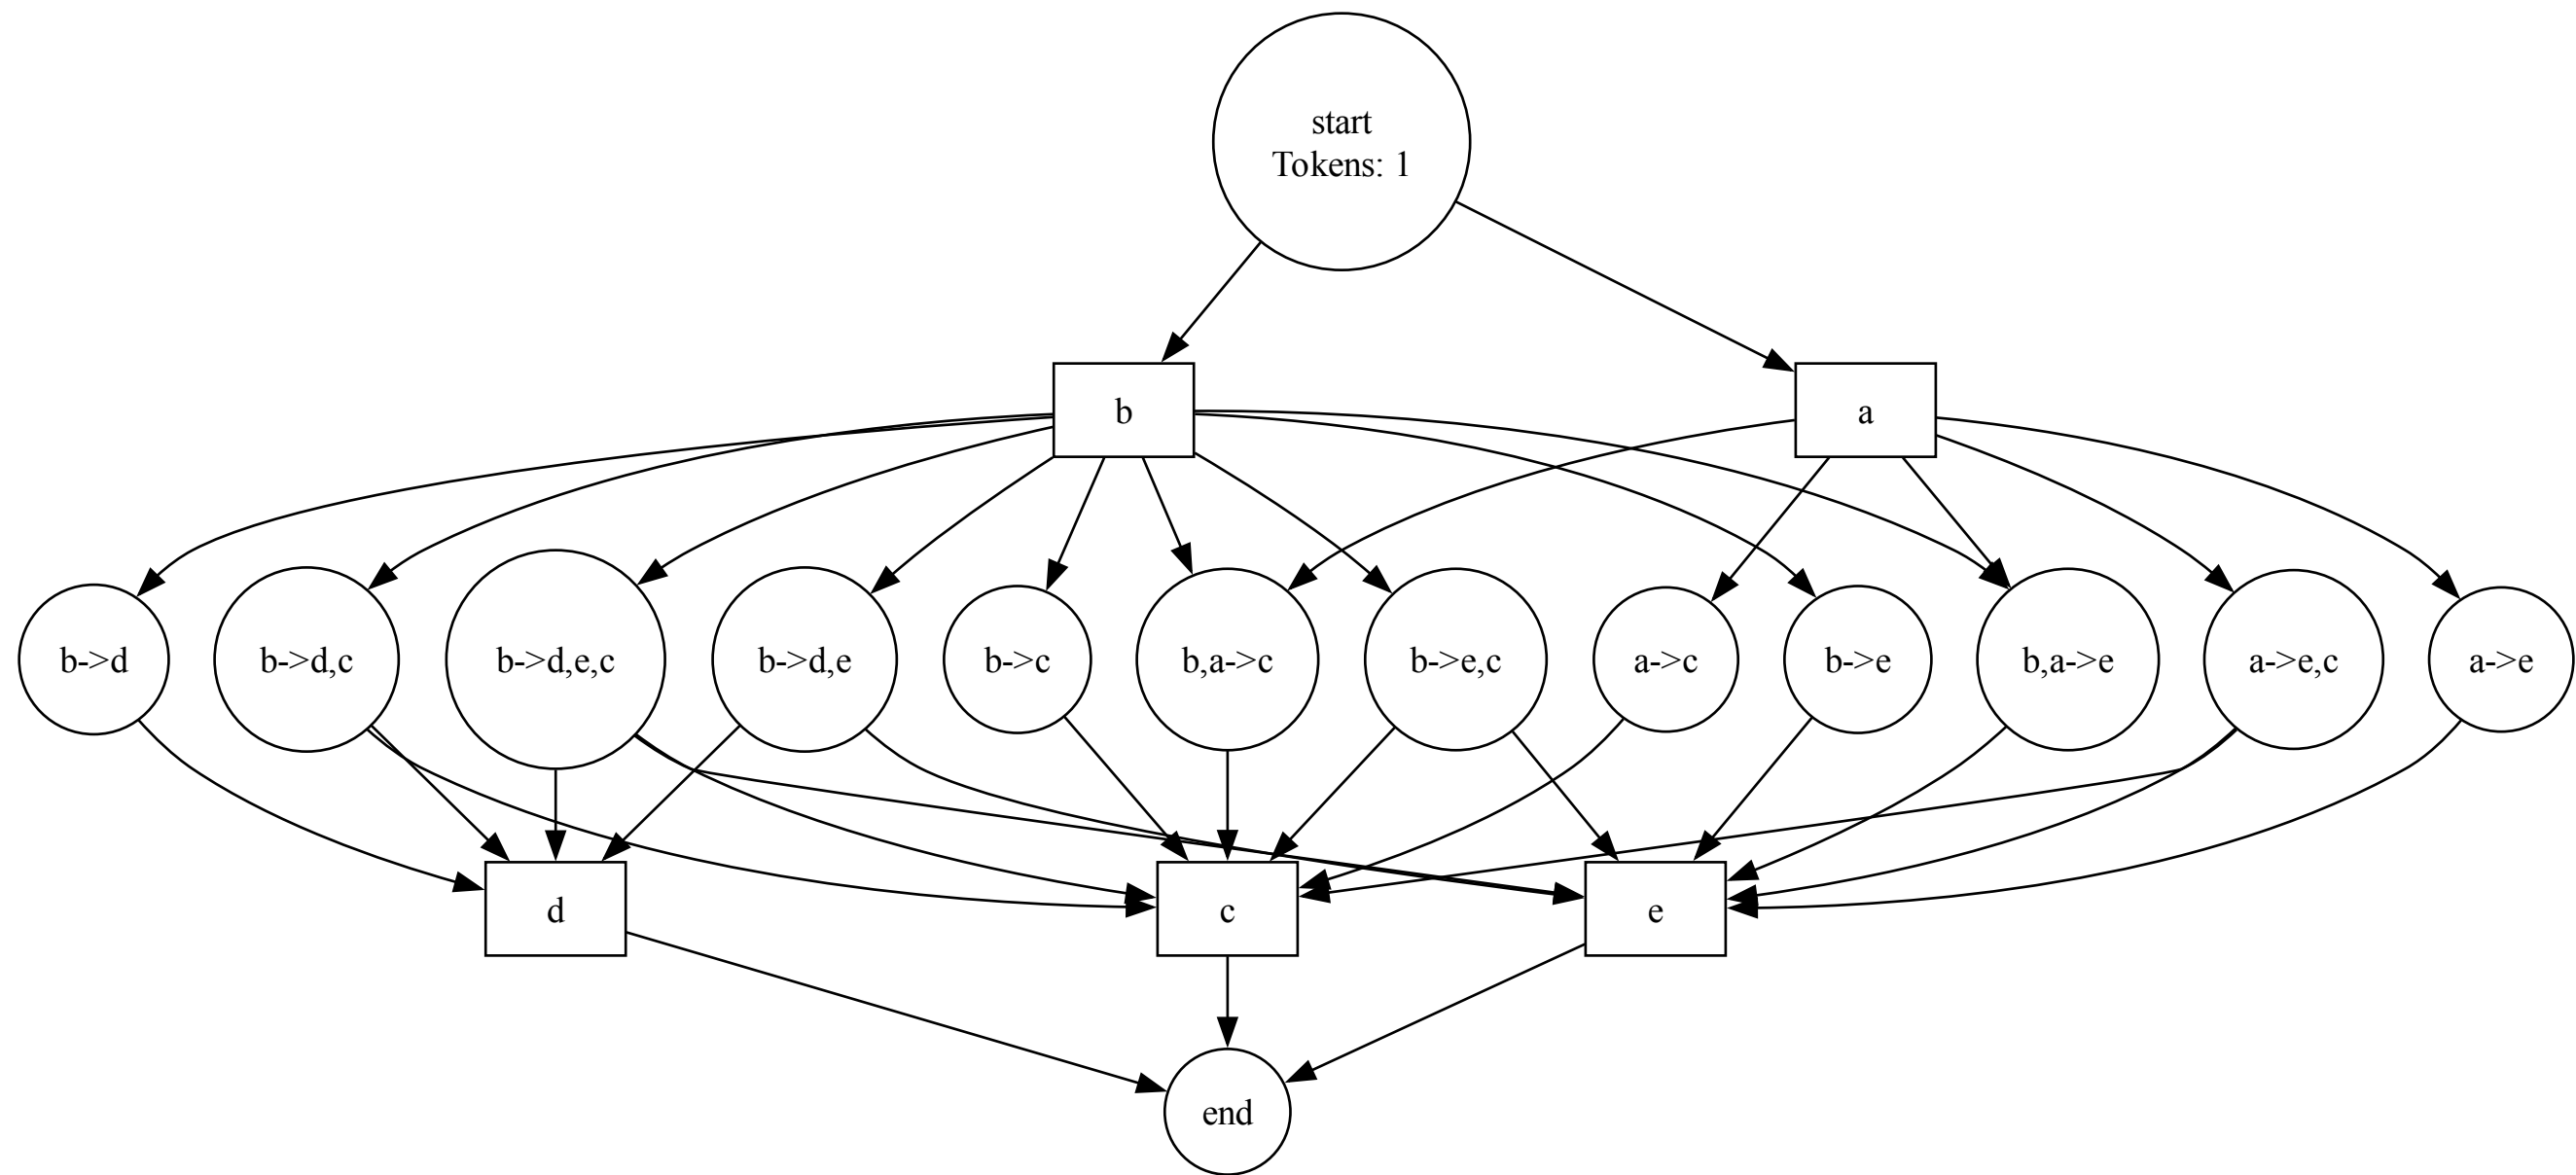 start
Tokens: 1
b
a
b->d
b->d,c
b->d,e,c
b->d,e
b->c
b,a->c
b->e,c
a->c
b->e
b,a->e
a->e,c
a->e
d
c
e
end